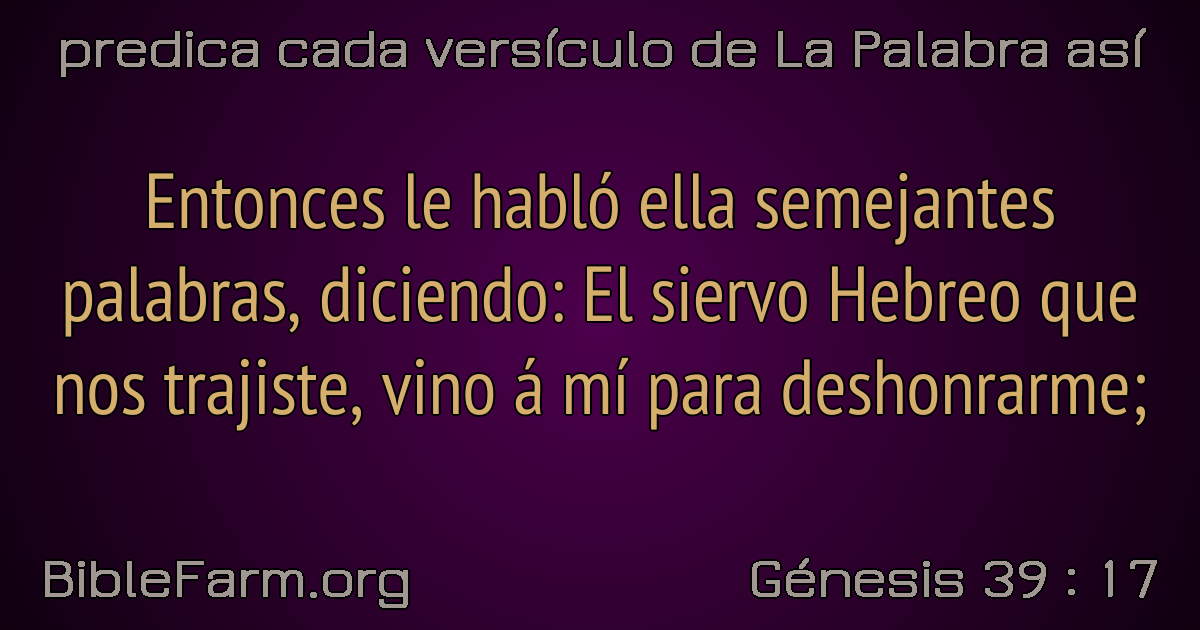 predica cada versículo de La Palabra así
Entonces le habló ella semejantes
palabras, diciendo: El siervo Hebreo que
nos trajiste, vino á mí para deshonrarme;
BibleFarm.org
Génesis 39 : 17